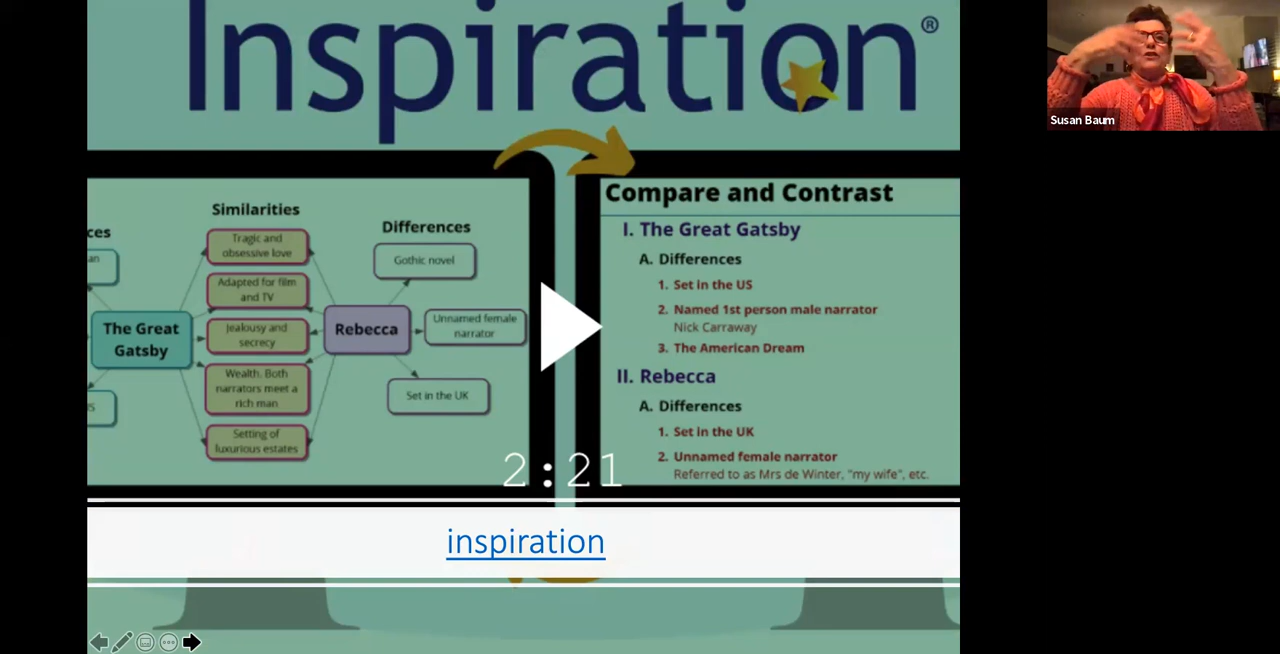 Inspiration®
Similarities
ces
Differences
an
Tragic and
obsessive love
Gothic novel
Adapted for film
and TV
The Great
Gatsby
Jealousy and
secrecy
Rebecca
Unnamed female
narrator
Wealth. Both
narrators meet a
rich man
Set in the UK
Setting of
luxurious estates
Compare and Contrast
I. The Great Gatsby
A. Differences
1. Set in the US
2. Named 1st person male narrator
Nick Carraway
3. The American Dream
II. Rebecca
A. Differences
1. Set in the UK
2. Unnamed female narrator
Referred to as Mrs de Winter, "my wife", etc.
2:21
inspiration
Susan Baum